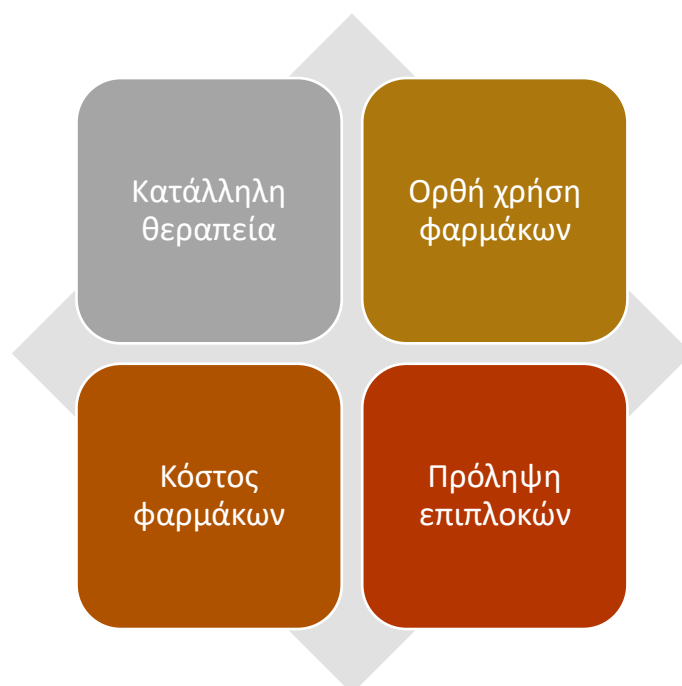 Κατάλληλη
θεραπεία
Ορθή χρήση
φαρμάκων
Κόστος
φαρμάκων
Πρόληψη
επιπλοκών